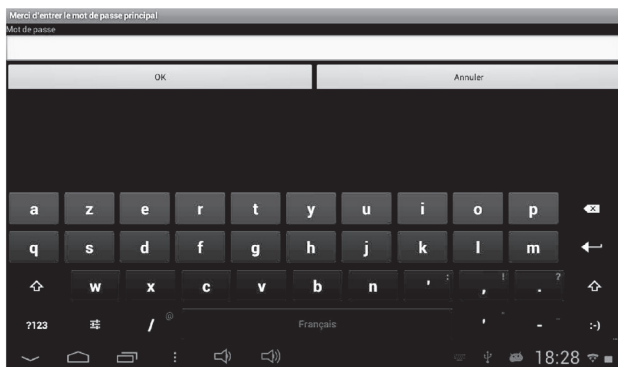 Merci d'entrer le mot de passe principal
Mot de passe
OK Annuler
a z e r t y u i o p
q s d f g h j k l m
w x c v b n ' : , ! . ?
?123 / @ Français ' - :-)
18:28